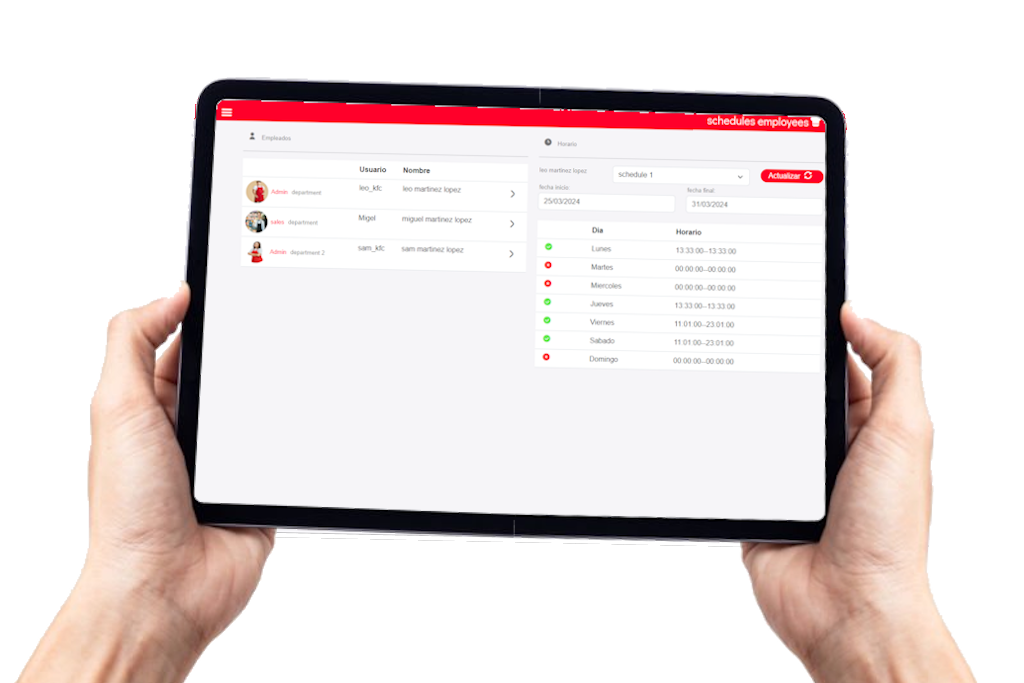 schedules employees
Empleados
Usuario Nombre
Admin department leo_kfc leo martinez lopez
sales department Migel miguel martinez lopez
Admin department 2 sam_kfc sam martinez lopez
Horario
leo martinez lopez schedule 1 Actualizar
fecha inicio fecha final
25/03/2024 31/03/2024
Dia Horario
Lunes 13:33:00--13:33:00
Martes 00:00:00--00:00:00
Miercoles 00:00:00--00:00:00
Jueves 13:33:00--13:33:00
Viernes 11:01:00--23:01:00
Sabado 11:01:00--23:01:00
Domingo 00:00:00--00:00:00